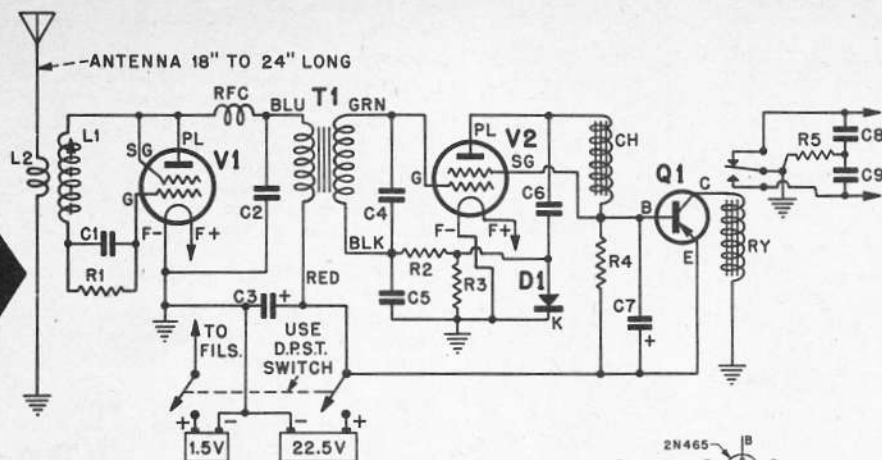 ANTENNA 18" TO 24" LONG
RFC
BLU
T1
GRN
L2
L1
SG
PL
V1
G
F-
F+
C1
R1
C2
C4
BLK
RED
C3
+
C5
R2
R3
G
PL
V2
SG
F-
F+
C6
D1
K
CH
R4
C7
+
Q1
B
C
E
RY
R5
C8
C9
TO
FILS.
USE
D.P.S.T.
SWITCH
+
-
-
+
1.5V
22.5V
2N465
B